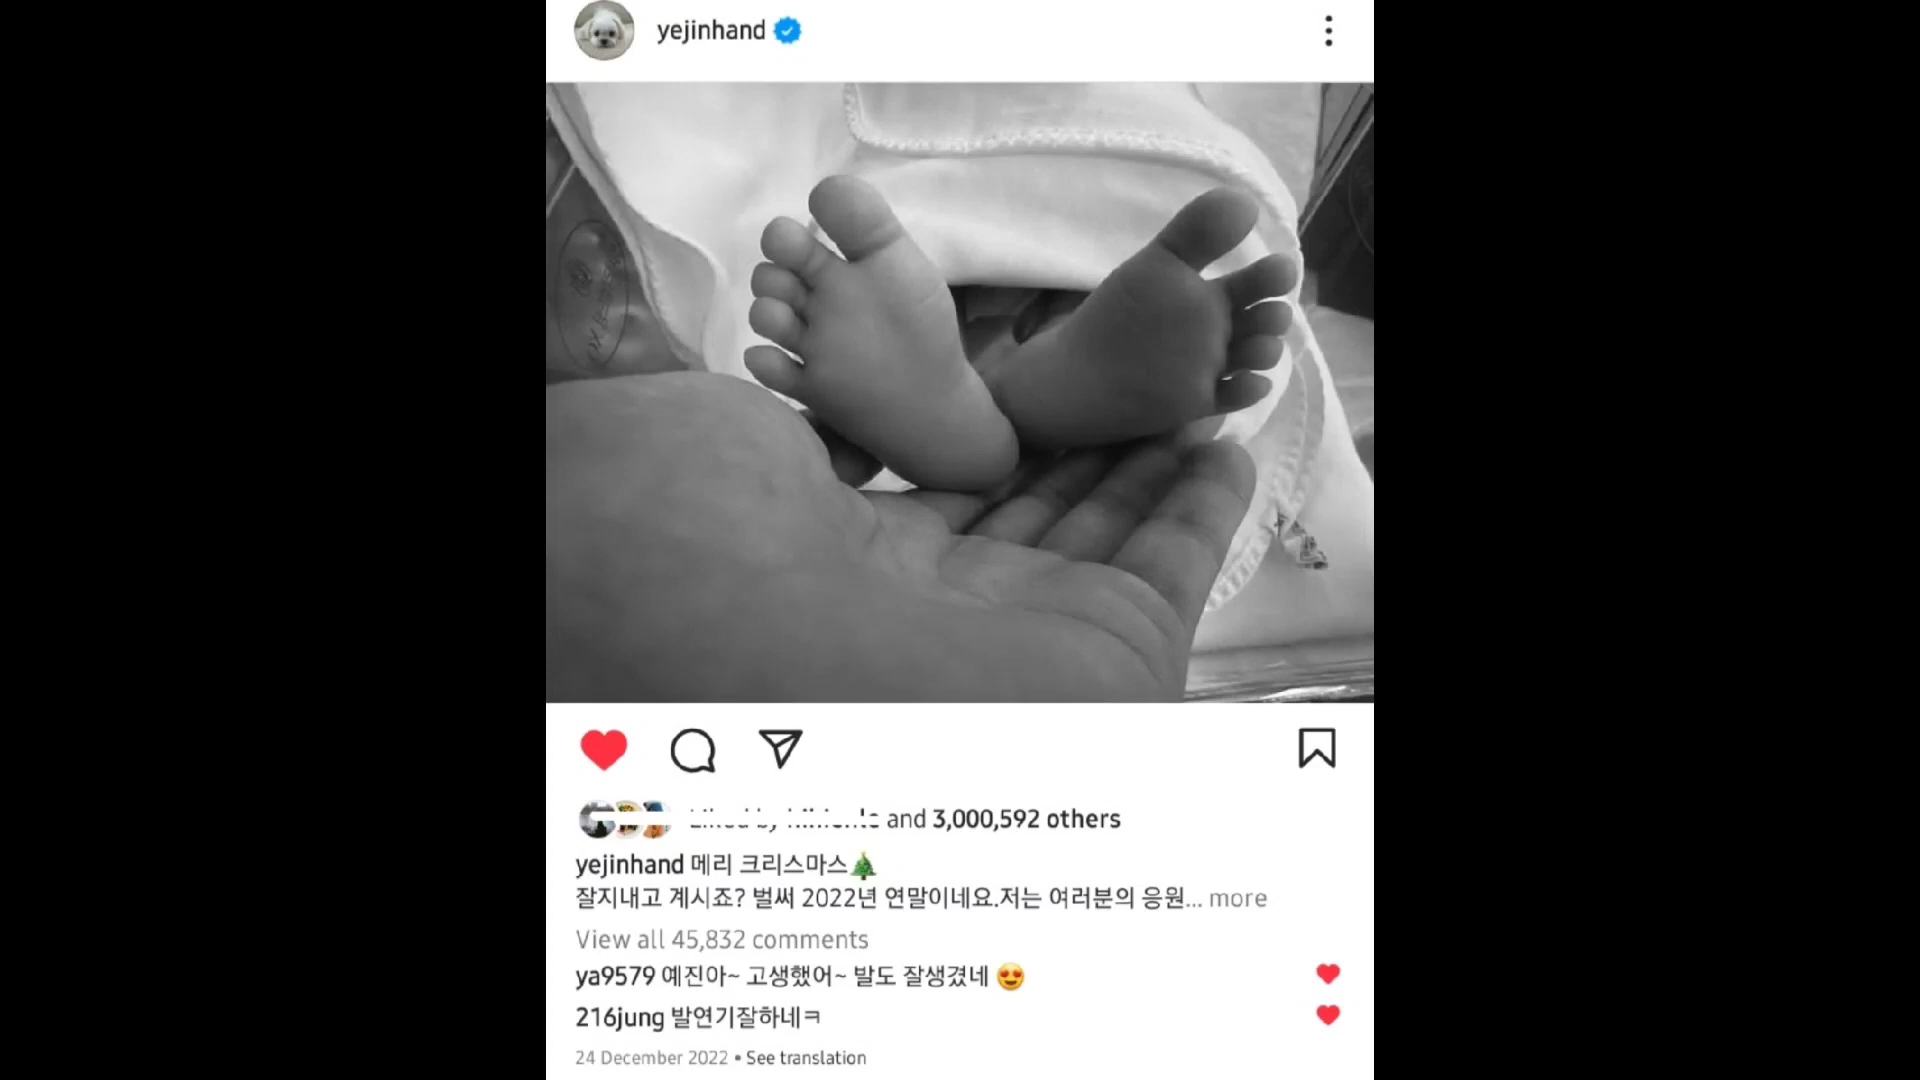 yejinhand
and 3,000,592 others
yejinhand 메리 크리스마스🎄
잘지내고 계시죠? 벌써 2022년 연말이네요.저는 여러분의 응원... more
View all 45,832 comments
ya9579 예진아~ 고생했어~ 발도 잘생겼네 😍
216jung 발연기잘하네ㅋ
24 December 2022 • See translation